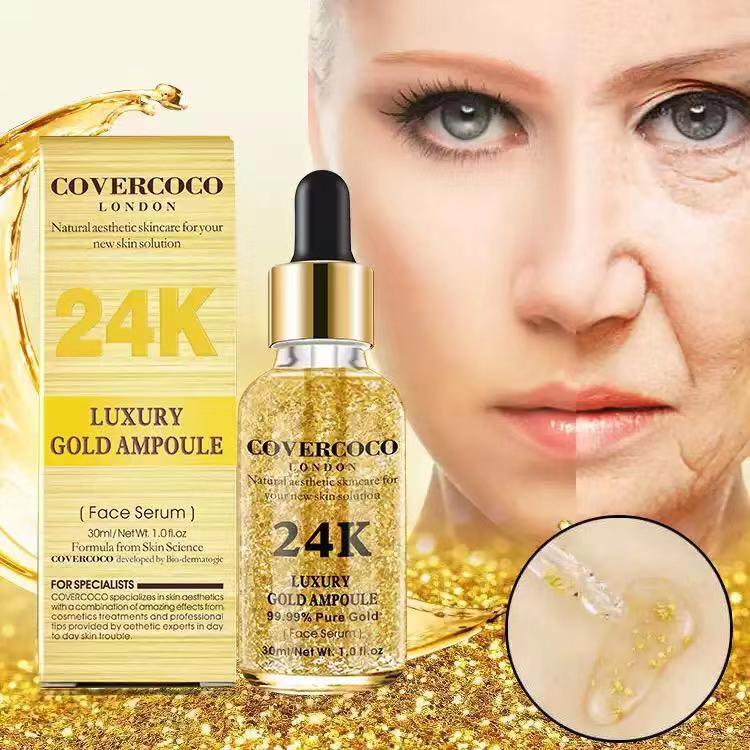 COVERCOCO
LONDON
Natural aesthetic skincare for your
new skin solution
24K
LUXURY
GOLD AMPOULE
( Face Serum )
30ml/Net Wt. 1.0 fl.oz
Formula from Skin Science
COVERCOCO developed by Bio-dermatogic
FOR SPECIALISTS
COVERCOCO specializes in skin aesthetics
with a combination of amazing effects from
cosmetics treatments and professional
tips provided by aethetic experts in day
to day skin trouble.
COVERCOCO
LONDON
Natural aesthetic skincare for
your new skin solution
24K
LUXURY
GOLD AMPOULE
99.99% Pure Gold
( Face Serum )
30ml/Net Wt. 1.0 fl.oz